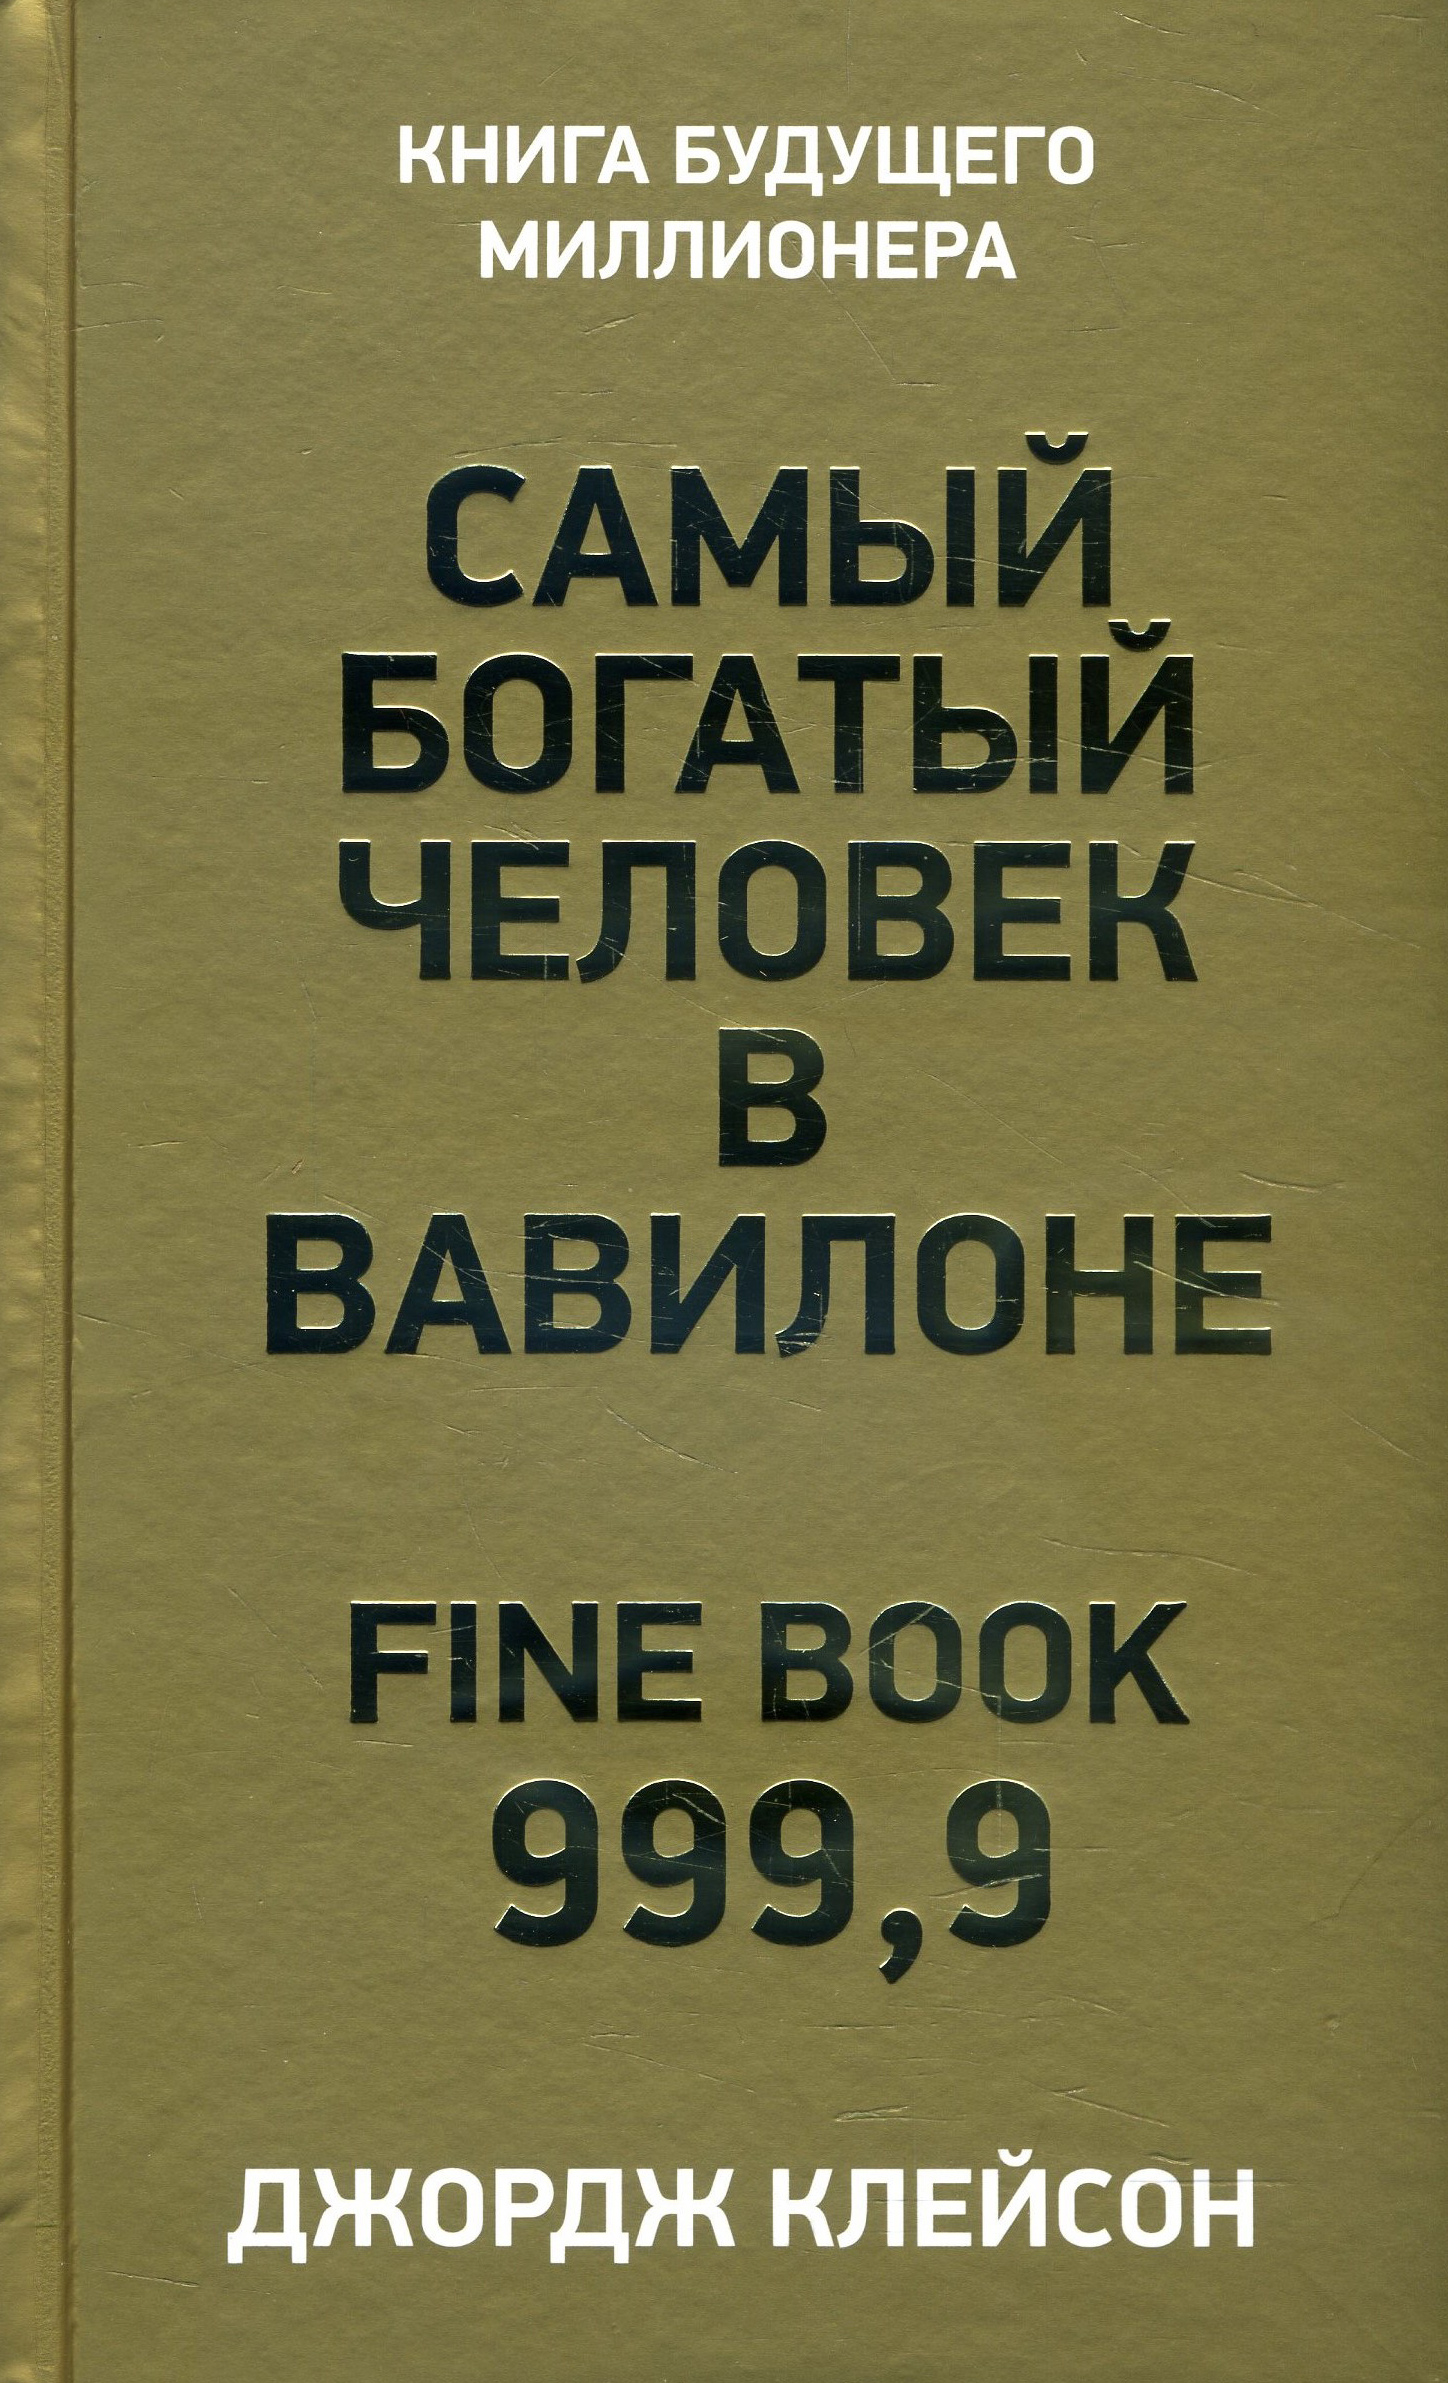 КНИГА БУДУЩЕГО
МИЛЛИОНЕРА
САМЫЙ
БОГАТЫЙ
ЧЕЛОВЕК
В
ВАВИЛОНЕ
FINE BOOK
999,9
ДЖОРДЖ КЛЕЙСОН